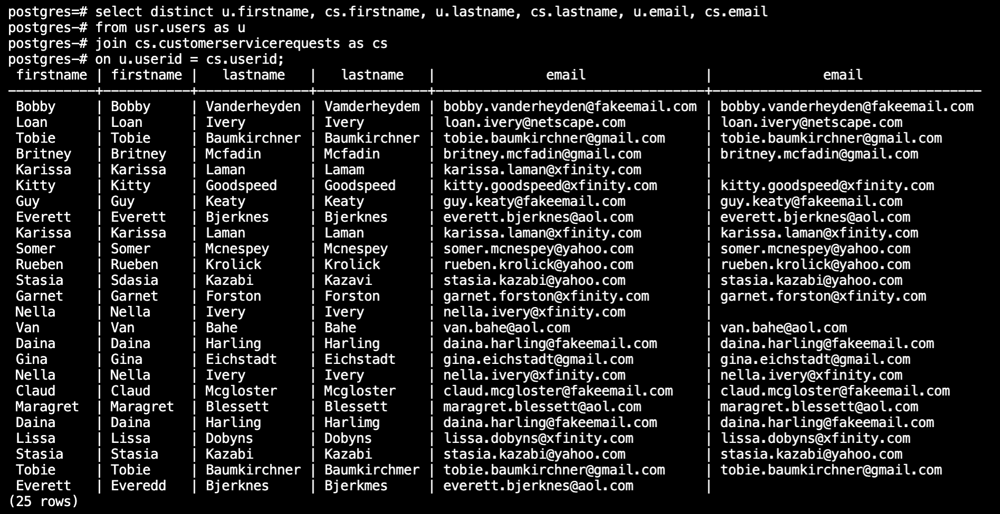 postgres=# select distinct u.firstname, cs.firstname, u.lastname, cs.lastname, u.email, cs.email
postgres-# from usr.users as u
postgres-# join cs.customerservicerequests as cs
postgres-# on u.userid = cs.userid;
 firstname | firstname |   lastname   |   lastname   |              email               |              email
-----------+-----------+--------------+--------------+----------------------------------+----------------------------------
 Bobby     | Bobby     | Vanderheyden | Vamderheydem | bobby.vanderheyden@fakeemail.com | bobby.vanderheyden@fakeemail.com
 Loan      | Loan      | Ivery        | Ivery        | loan.ivery@netscape.com          | loan.ivery@netscape.com
 Tobie     | Tobie     | Baumkirchner | Baumkirchner | tobie.baumkirchner@gmail.com     | tobie.baumkirchner@gmail.com
 Britney   | Britney   | Mcfadin      | Mcfadin      | britney.mcfadin@gmail.com        | britney.mcfadin@gmail.com
 Karissa   | Karissa   | Laman        | Lamam        | karissa.laman@xfinity.com        |
 Kitty     | Kitty     | Goodspeed    | Goodspeed    | kitty.goodspeed@xfinity.com      | kitty.goodspeed@xfinity.com
 Guy       | Guy       | Keaty        | Keaty        | guy.keaty@fakeemail.com          | guy.keaty@fakeemail.com
 Everett   | Everett   | Bjerknes     | Bjerknes     | everett.bjerknes@aol.com         | everett.bjerknes@aol.com
 Karissa   | Karissa   | Laman        | Laman        | karissa.laman@xfinity.com        | karissa.laman@xfinity.com
 Somer     | Somer     | Mcnespey     | Mcnespey     | somer.mcnespey@yahoo.com         | somer.mcnespey@yahoo.com
 Rueben    | Rueben    | Krolick      | Krolick      | rueben.krolick@yahoo.com         | rueben.krolick@yahoo.com
 Stasia    | Sdasia    | Kazabi       | Kazavi       | stasia.kazabi@yahoo.com          | stasia.kazabi@yahoo.com
 Garnet    | Garnet    | Forston      | Forston      | garnet.forston@xfinity.com       | garnet.forston@xfinity.com
 Nella     | Nella     | Ivery        | Ivery        | nella.ivery@xfinity.com          |
 Van       | Van       | Bahe         | Bahe         | van.bahe@aol.com                 | van.bahe@aol.com
 Daina     | Daina     | Harling      | Harling      | daina.harling@fakeemail.com      | daina.harling@fakeemail.com
 Gina      | Gina      | Eichstadt    | Eichstadt    | gina.eichstadt@gmail.com         | gina.eichstadt@gmail.com
 Nella     | Nella     | Ivery        | Ivery        | nella.ivery@xfinity.com          | nella.ivery@xfinity.com
 Claud     | Claud     | Mcgloster    | Mcgloster    | claud.mcgloster@fakeemail.com    | claud.mcgloster@fakeemail.com
 Maragret  | Maragret  | Blessett     | Blessett     | maragret.blessett@aol.com        | maragret.blessett@aol.com
 Daina     | Daina     | Harling      | Harlimg      | daina.harling@fakeemail.com      | daina.harling@fakeemail.com
 Lissa     | Lissa     | Dobyns       | Dobyns       | lissa.dobyns@xfinity.com         | lissa.dobyns@xfinity.com
 Stasia    | Stasia    | Kazabi       | Kazabi       | stasia.kazabi@yahoo.com          | stasia.kazabi@yahoo.com
 Tobie     | Tobie     | Baumkirchner | Baumkirchmer | tobie.baumkirchner@gmail.com     | tobie.baumkirchner@gmail.com
 Everett   | Everedd   | Bjerknes     | Bjerkmes     | everett.bjerknes@aol.com         |
(25 rows)